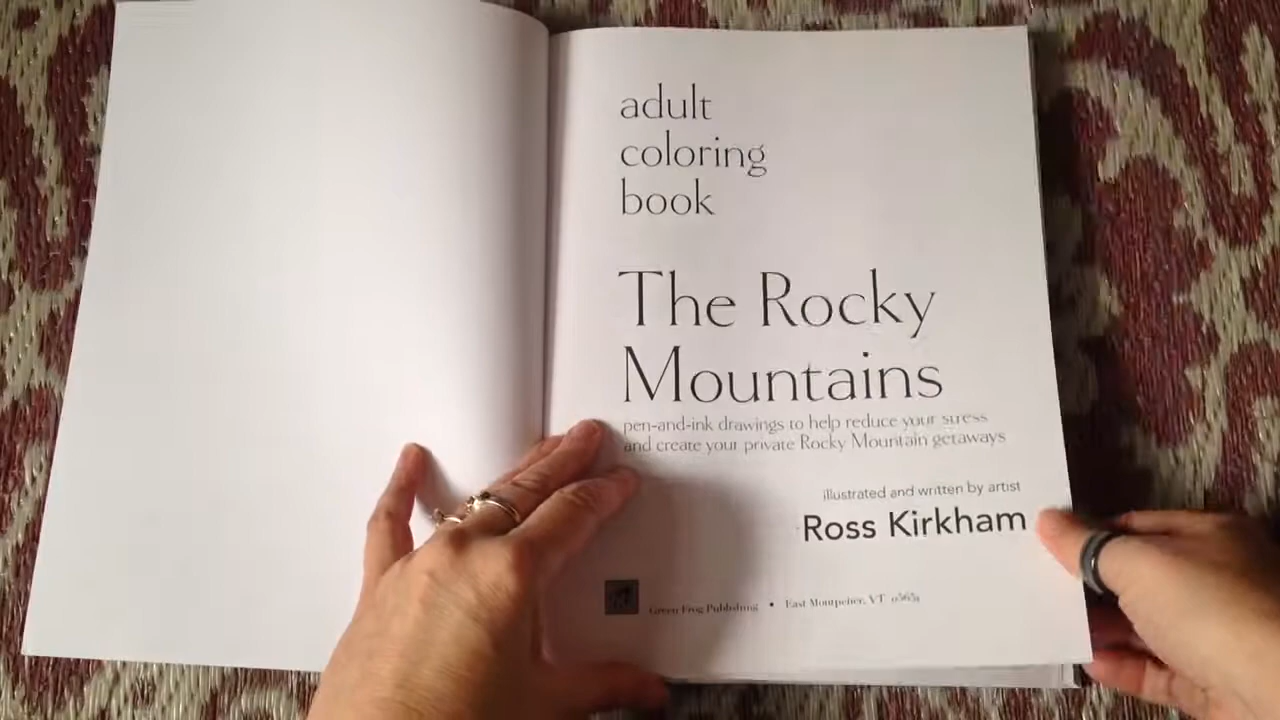 adult
coloring
book
The Rocky
Mountains
pen-and-ink drawings to help reduce your stress
and create your private Rocky Mountain getaways
illustrated and written by artist
Ross Kirkham
Green Frog Publishing • East Montpelier, VT